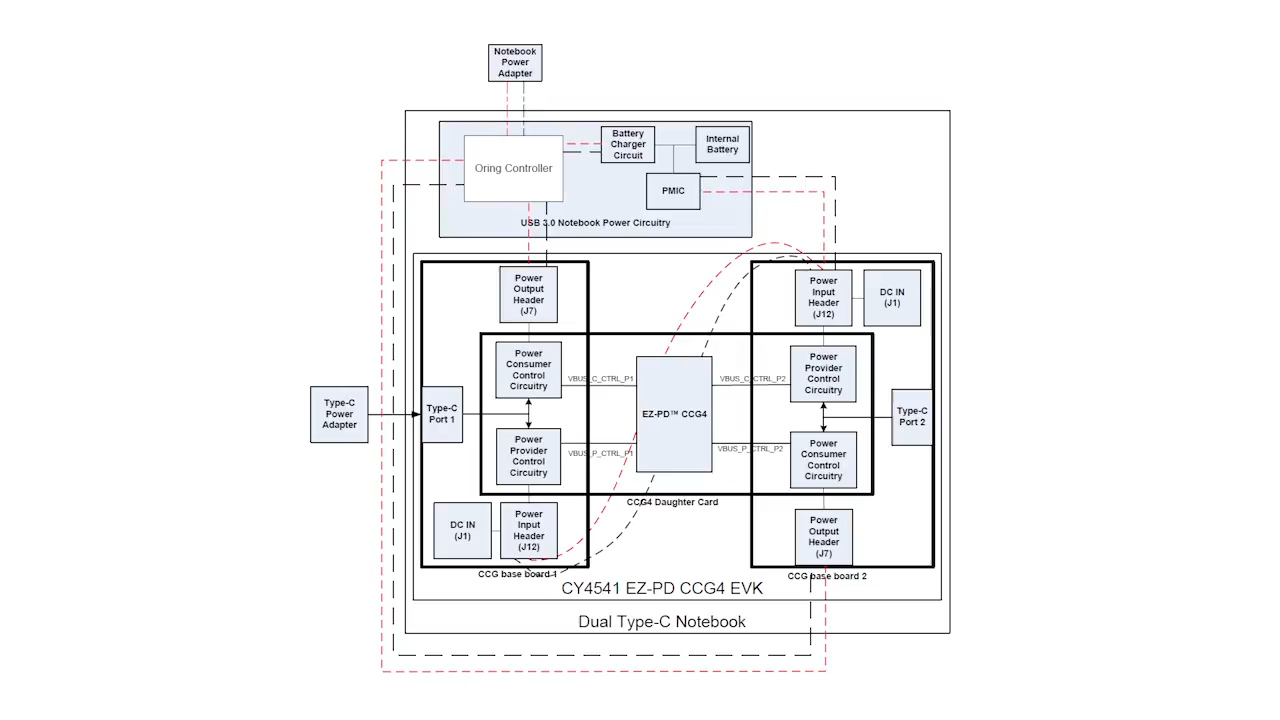 Notebook
Power
Adapter
Battery
Charger
Circuit
Internal
Battery
Oring Controller
PMIC
USB 3.0 Notebook Power Circuitry
Power
Output
Header
(J7)
Power
Input
Header
(J12)
DC IN
(J1)
Power
Consumer
Control
Circuitry
VBUS_C_CTRL_P1
VBUS_C_CTRL_P2
Power
Provider
Control
Circuitry
Type-C
Power
Adapter
Type-C
Port 1
EZ-PD™ CCG4
Type-C
Port 2
Power
Provider
Control
Circuitry
VBUS_P_CTRL_P1
VBUS_P_CTRL_P2
Power
Consumer
Control
Circuitry
CCG4 Daughter Card
DC IN
(J1)
Power
Input
Header
(J12)
Power
Output
Header
(J7)
CCG base board 1
CCG base board 2
CY4541 EZ-PD CCG4 EVK
Dual Type-C Notebook